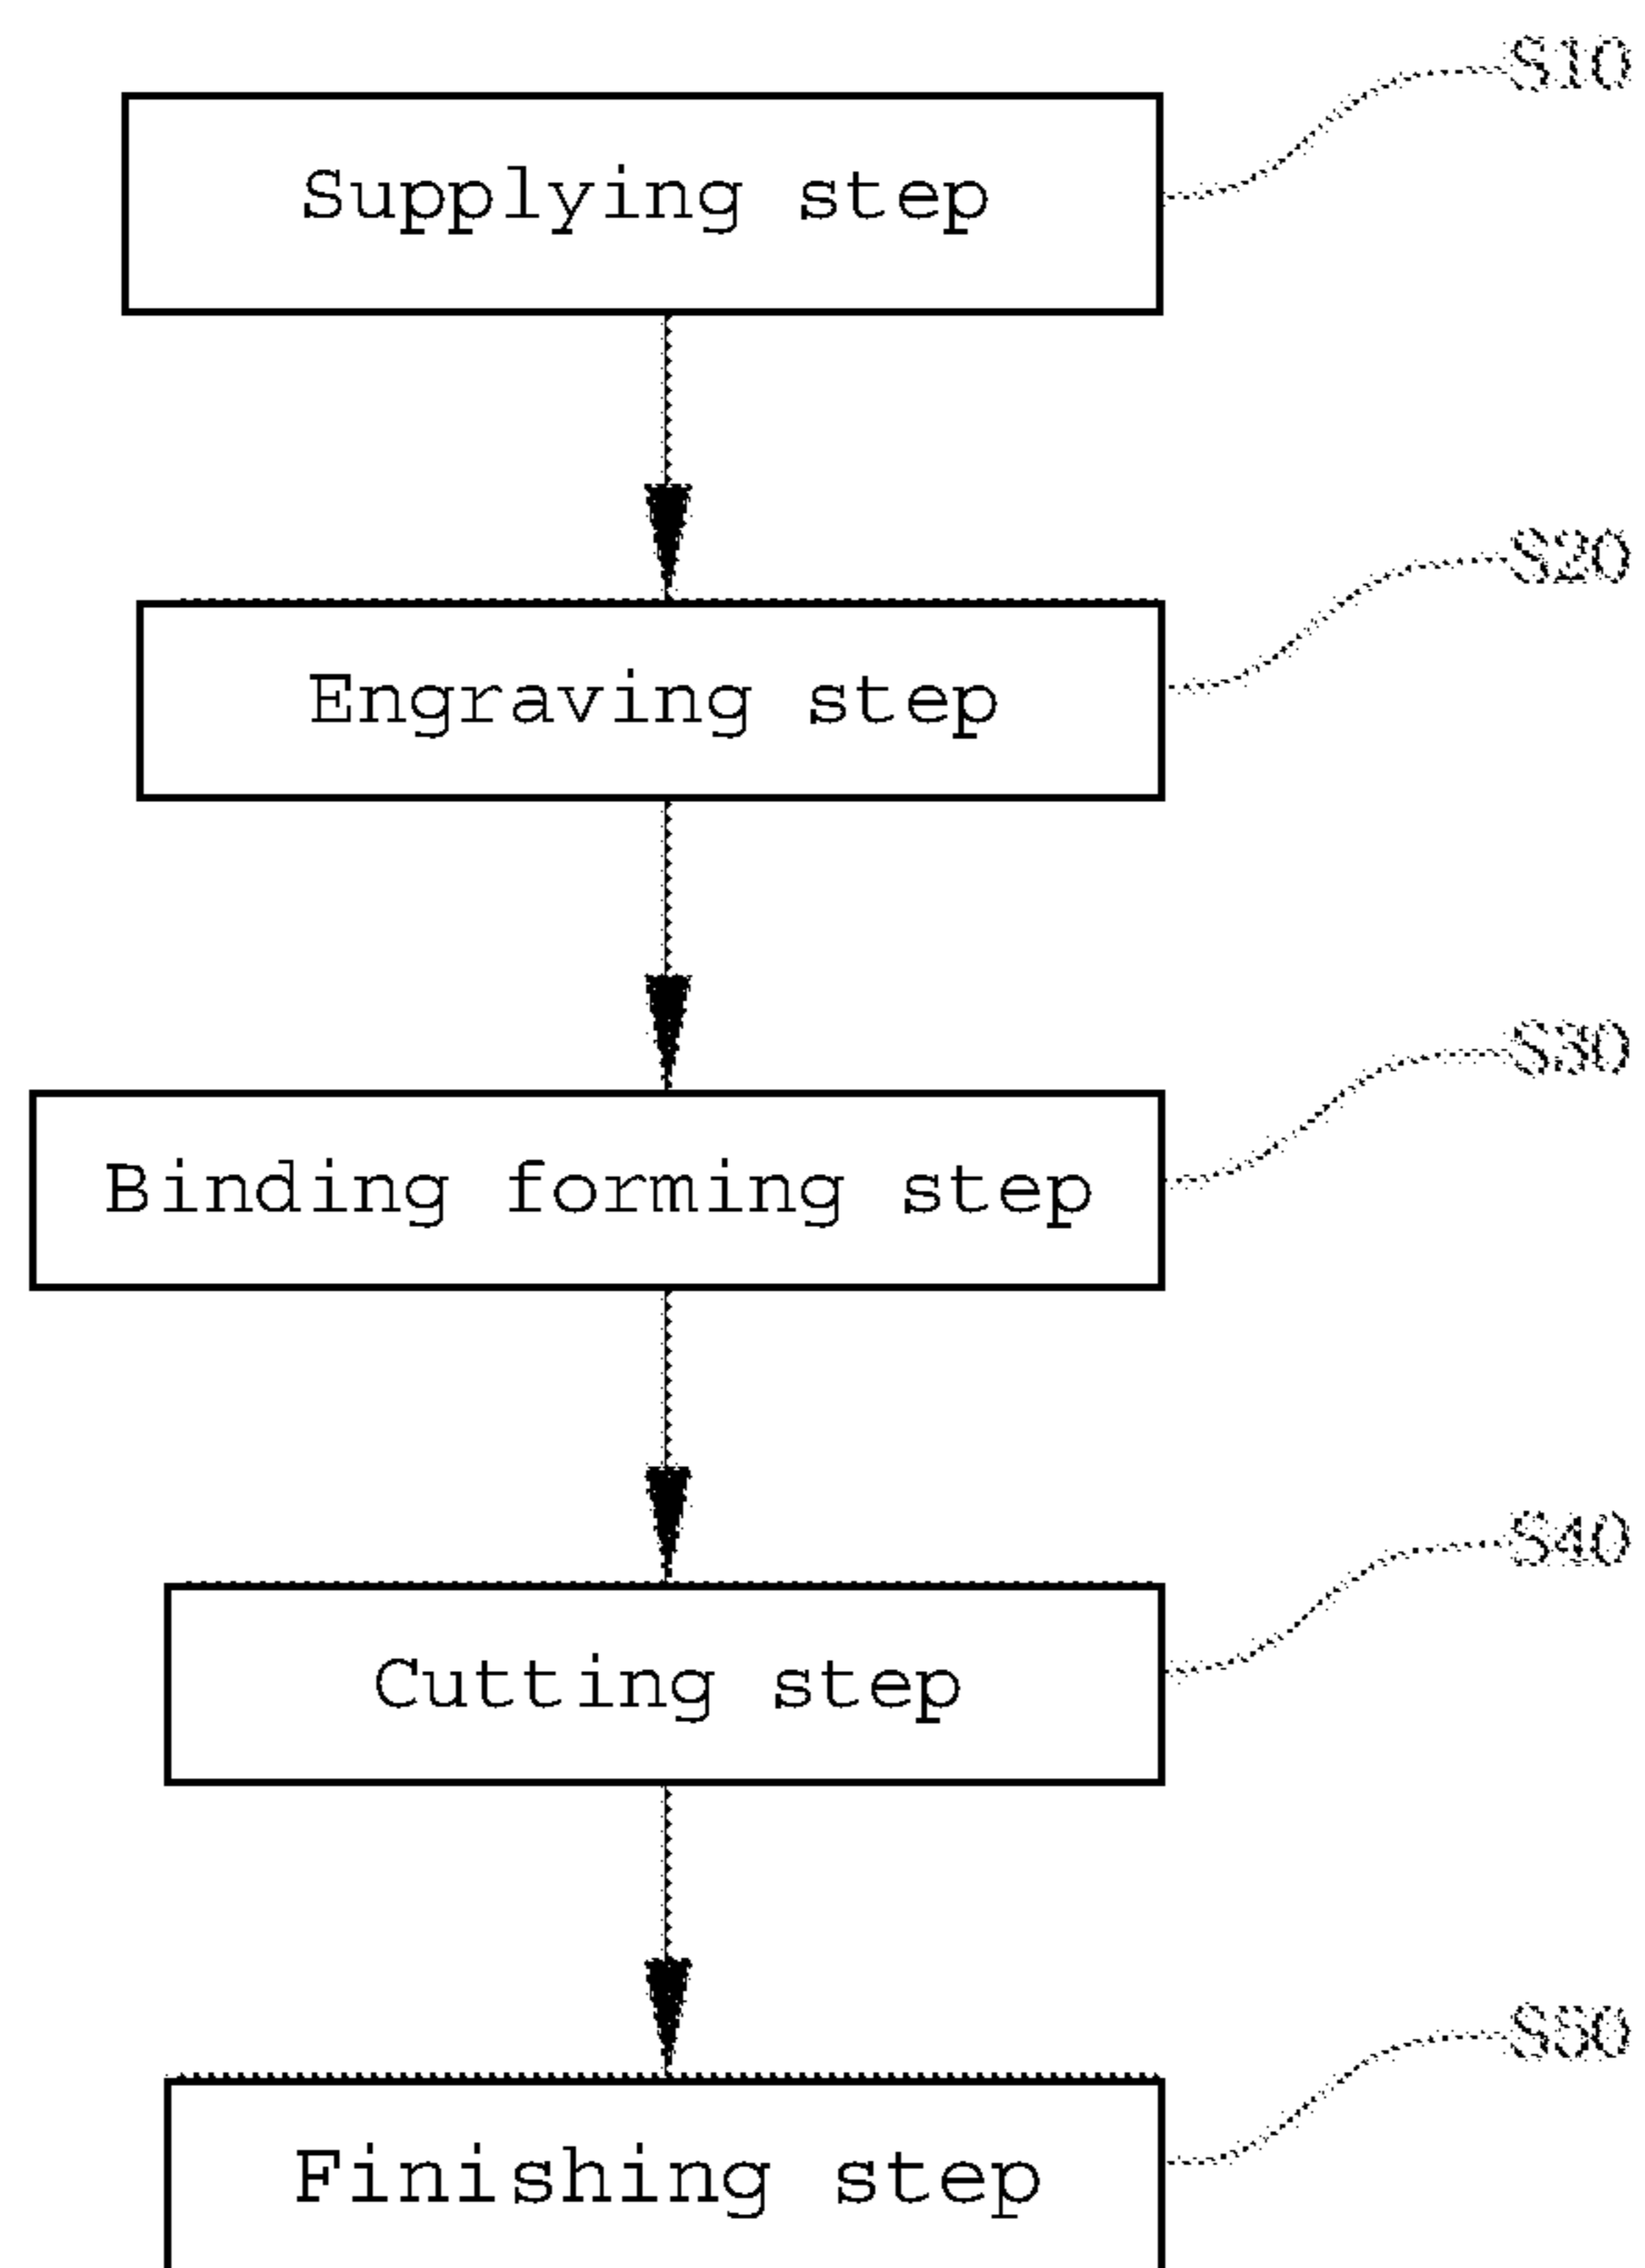 S10
Supplying step
S20
Engraving step
S30
Binding forming step
S40
Cutting step
S50
Finishing step